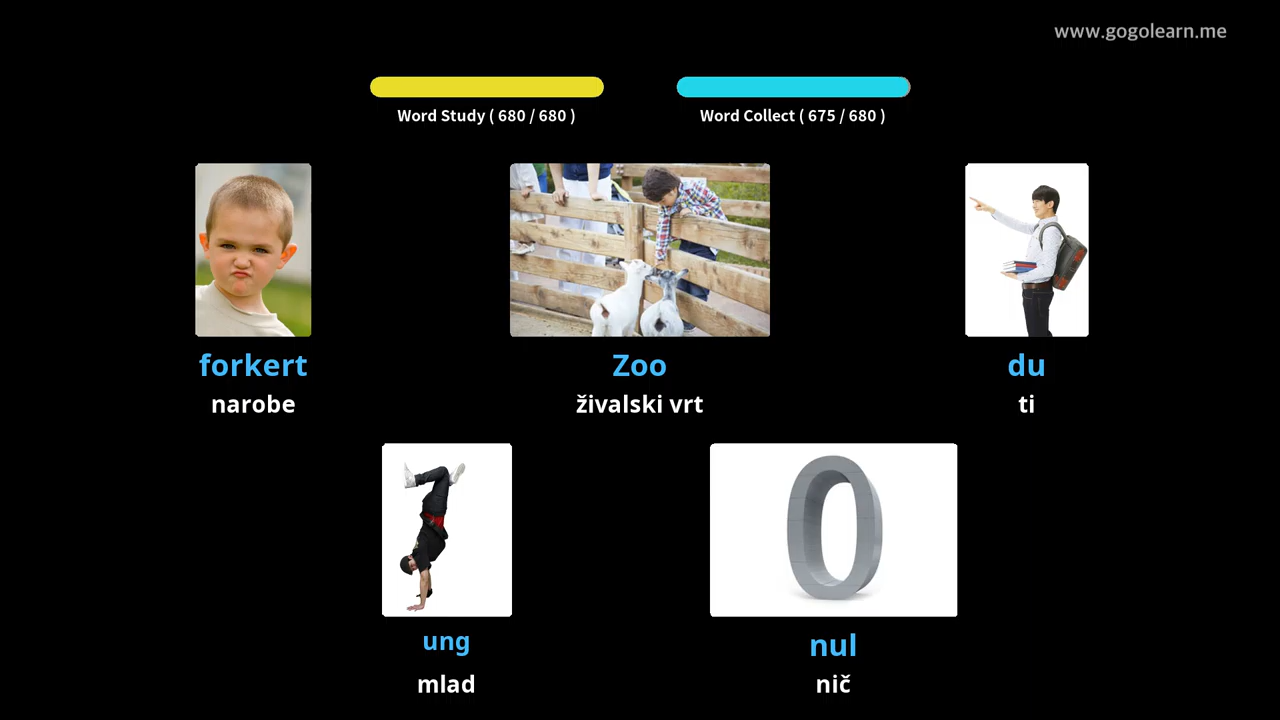 www.gogolearn.me
Word Study ( 680 / 680 )
Word Collect ( 675 / 680 )
forkert
narobe
Zoo
živalski vrt
du
ti
ung
mlad
nul
nič